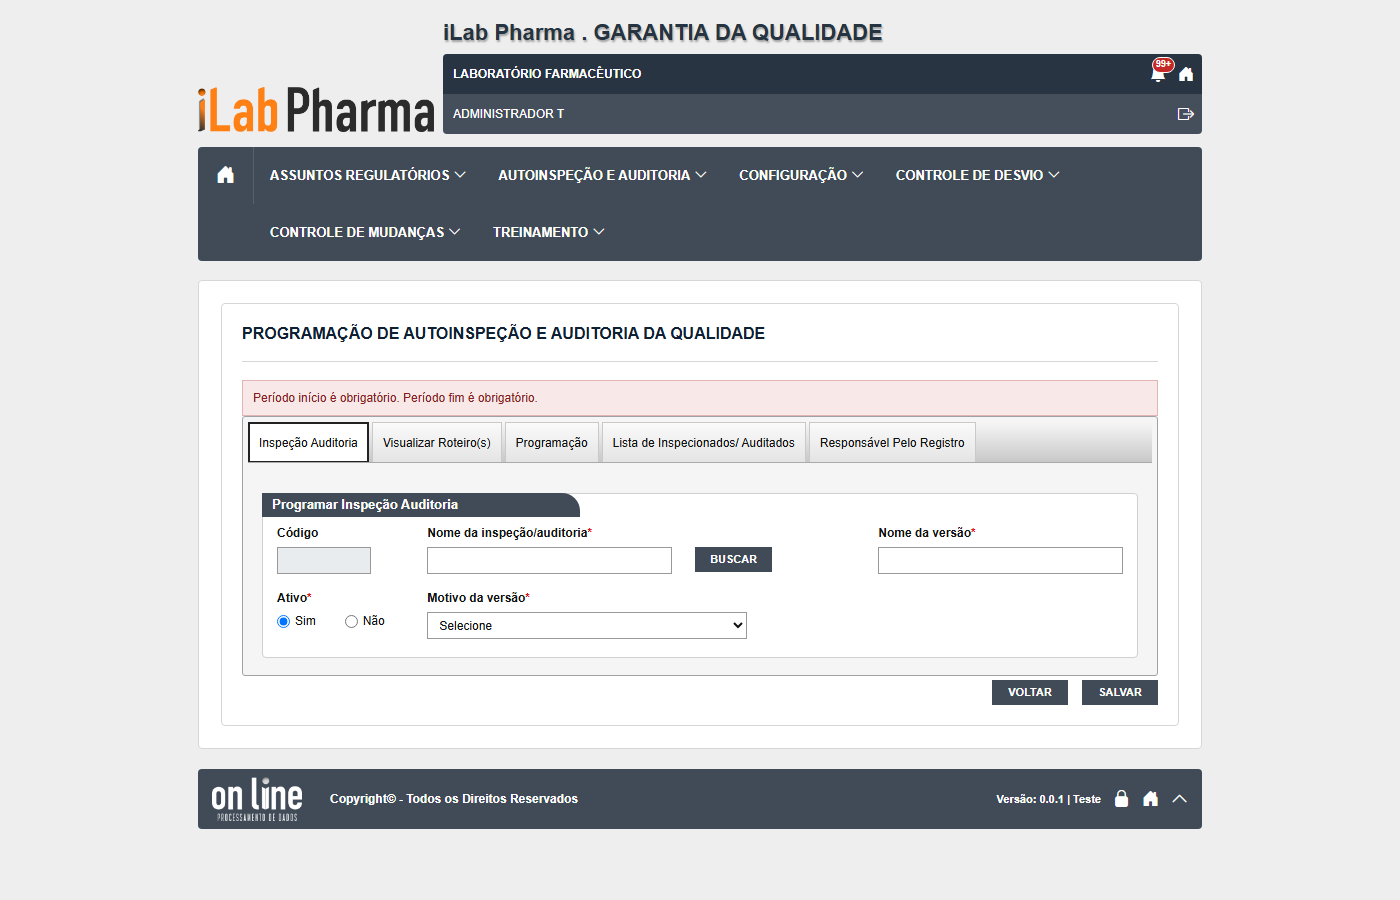 iLab Pharma . GARANTIA DA QUALIDADE
iLab Pharma
LABORATÓRIO FARMACÊUTICO
99+
ADMINISTRADOR T
ASSUNTOS REGULATÓRIOS
AUTOINSPEÇÃO E AUDITORIA
CONFIGURAÇÃO
CONTROLE DE DESVIO
CONTROLE DE MUDANÇAS
TREINAMENTO
PROGRAMAÇÃO DE AUTOINSPEÇÃO E AUDITORIA DA QUALIDADE
Período início é obrigatório. Período fim é obrigatório.
Inspeção Auditoria
Visualizar Roteiro(s)
Programação
Lista de Inspecionados/ Auditados
Responsável Pelo Registro
Programar Inspeção Auditoria
Código
Nome da inspeção/auditoria*
BUSCAR
Nome da versão*
Ativo*
Sim
Não
Motivo da versão*
Selecione
VOLTAR
SALVAR
on line
PROCESSAMENTO DE DADOS
Copyright© - Todos os Direitos Reservados
Versão: 0.0.1 | Teste